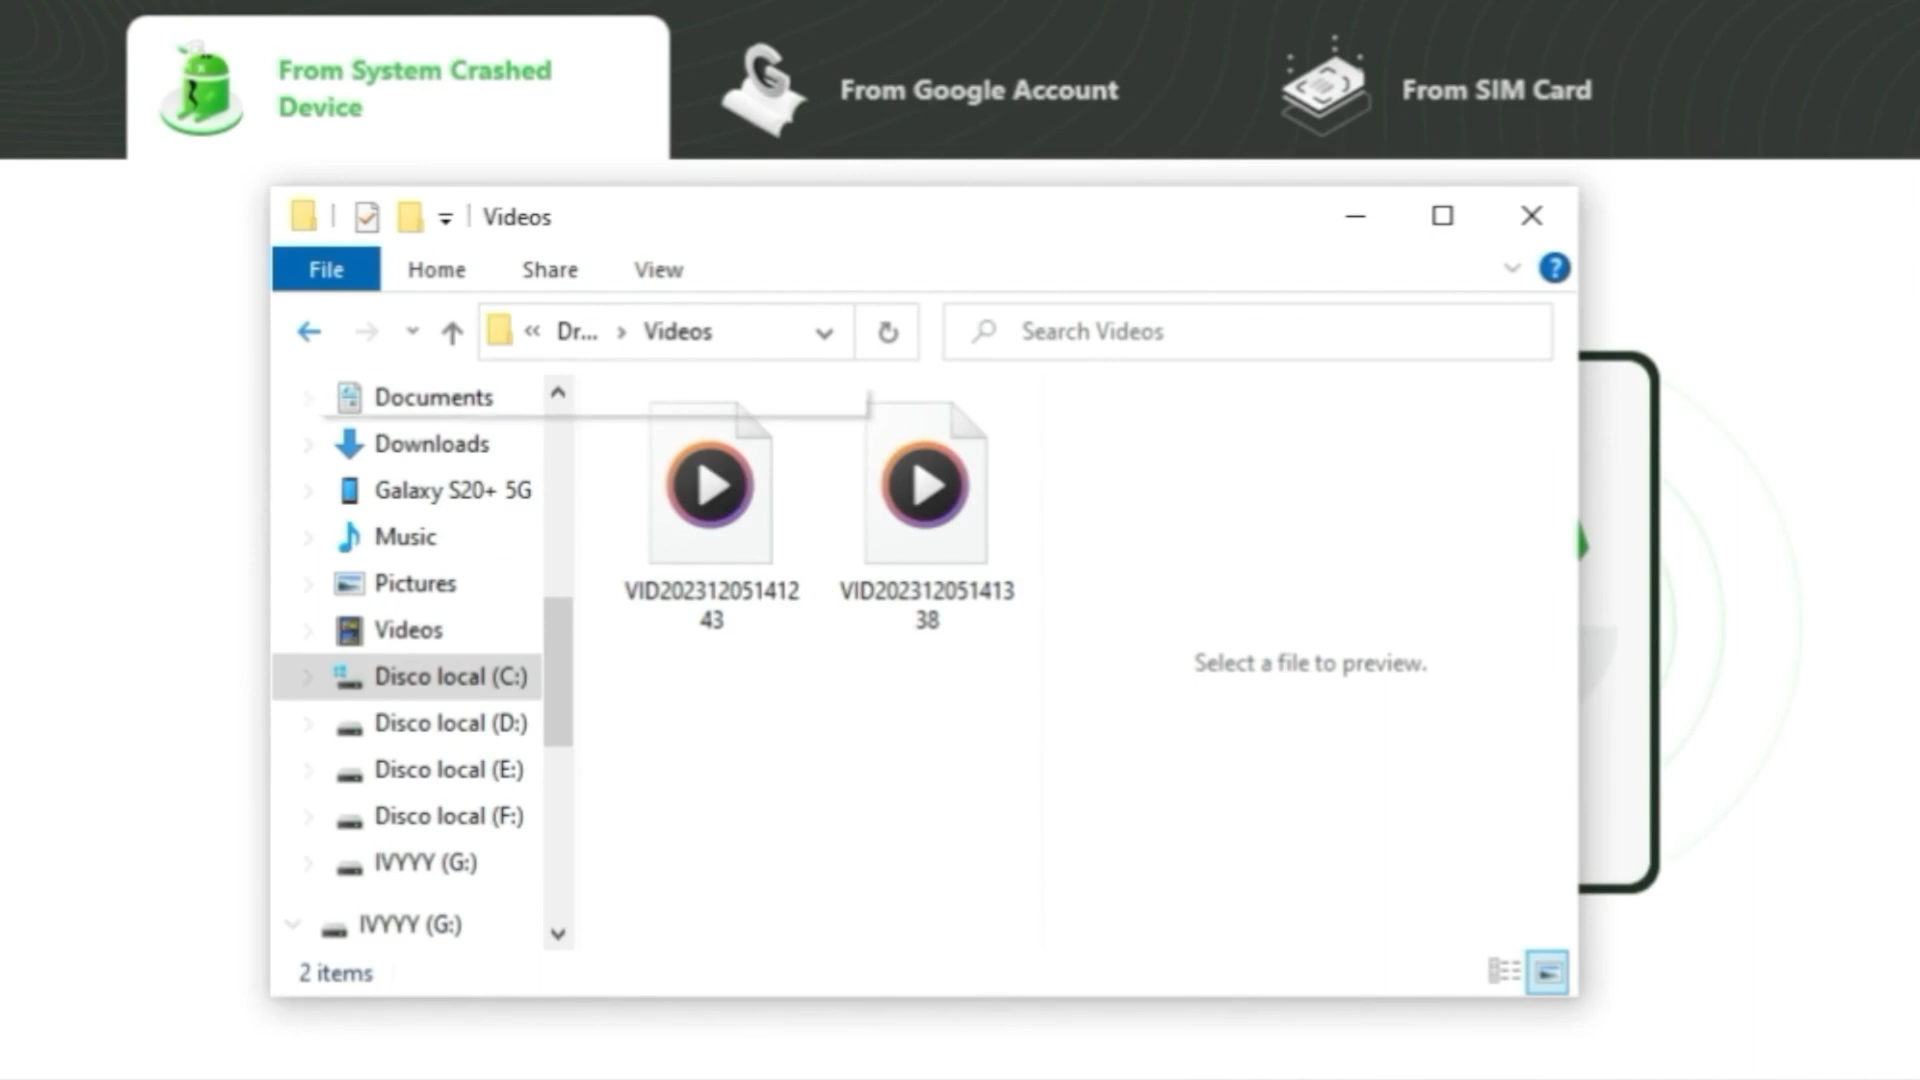 From System Crashed
Device
From Google Account
From SIM Card
Videos
File
Home
Share
View
?
« Dr... › Videos
Search Videos
Documents
Downloads
Galaxy S20+ 5G
Music
Pictures
Videos
Disco local (C:)
Disco local (D:)
Disco local (E:)
Disco local (F:)
IVYYY (G:)
IVYYY (G:)
VID202312051412
43
VID202312051413
38
Select a file to preview.
2 items